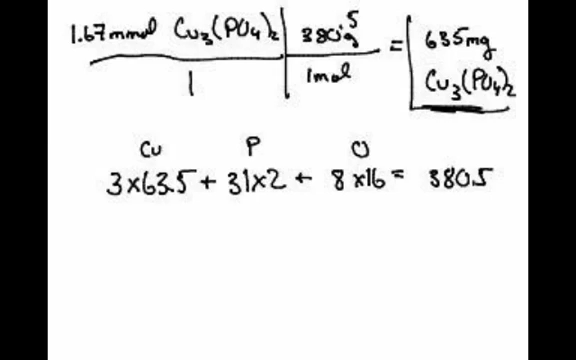 1.67 mmol Cu₃(PO₄)₂ | 380.5 g = 635 mg
1 | 1 mol Cu₃(PO₄)₂
Cu P O
3 × 63.5 + 31 × 2 + 8 × 16 = 380.5